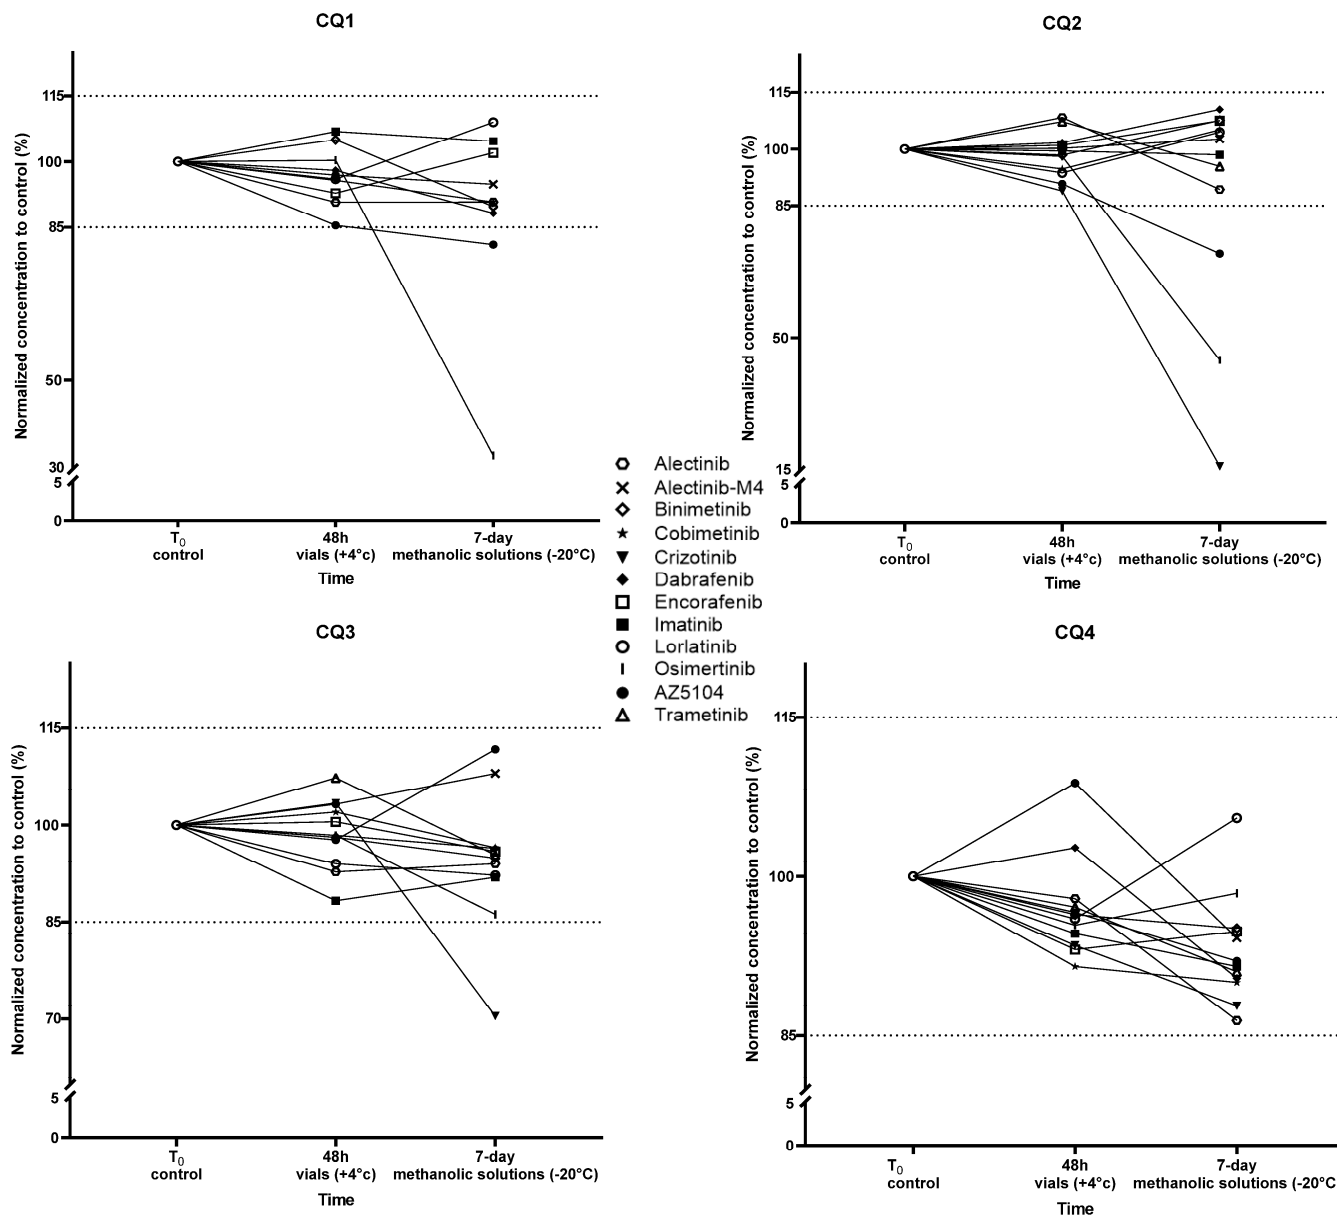 CQ1
Normalized concentration to control (%)
115
100
85
50
30
5
0
T0
control
48h
vials (+4°c)
7-day
methanolic solutions (-20°C)
Time
CQ2
Normalized concentration to control (%)
115
100
85
50
15
5
0
T0
control
48h
vials (+4°c)
7-day
methanolic solutions (-20°C)
Time
Alectinib
Alectinib-M4
Binimetinib
Cobimetinib
Crizotinib
Dabrafenib
Encorafenib
Imatinib
Lorlatinib
Osimertinib
AZ5104
Trametinib
CQ3
Normalized concentration to control (%)
115
100
85
70
5
0
T0
control
48h
vials (+4°c)
7-day
methanolic solutions (-20°C)
Time
CQ4
Normalized concentration to control (%)
115
100
85
5
0
T0
control
48h
vials (+4°c)
7-day
methanolic solutions (-20°C
Time